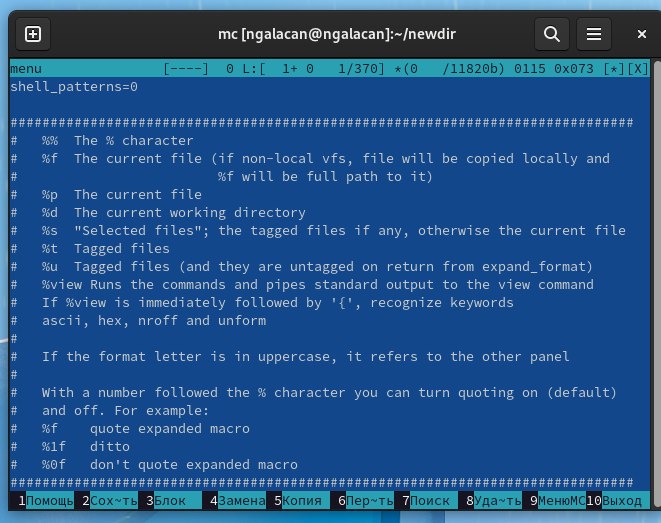 mc [ngalacan@ngalacan]:~/newdir
menu [----] 0 L:[ 1+ 0 1/370] *(0 /11820b) 0115 0x073 [*][X]
shell_patterns=0
##############################################################################
# %% The % character
# %f The current file (if non-local vfs, file will be copied locally and
# %f will be full path to it)
# %p The current file
# %d The current working directory
# %s "Selected files"; the tagged files if any, otherwise the current file
# %t Tagged files
# %u Tagged files (and they are untagged on return from expand_format)
# %view Runs the commands and pipes standard output to the view command
# If %view is immediately followed by '{', recognize keywords
# ascii, hex, nroff and unform
#
# If the format letter is in uppercase, it refers to the other panel
#
# With a number followed the % character you can turn quoting on (default)
# and off. For example:
# %f quote expanded macro
# %1f ditto
# %0f don't quote expanded macro
##############################################################################
1Помощь 2Сох~ть 3Блок 4Замена 5Копия 6Пер~ть 7Поиск 8Уда~ть 9МенюМС 10Выход